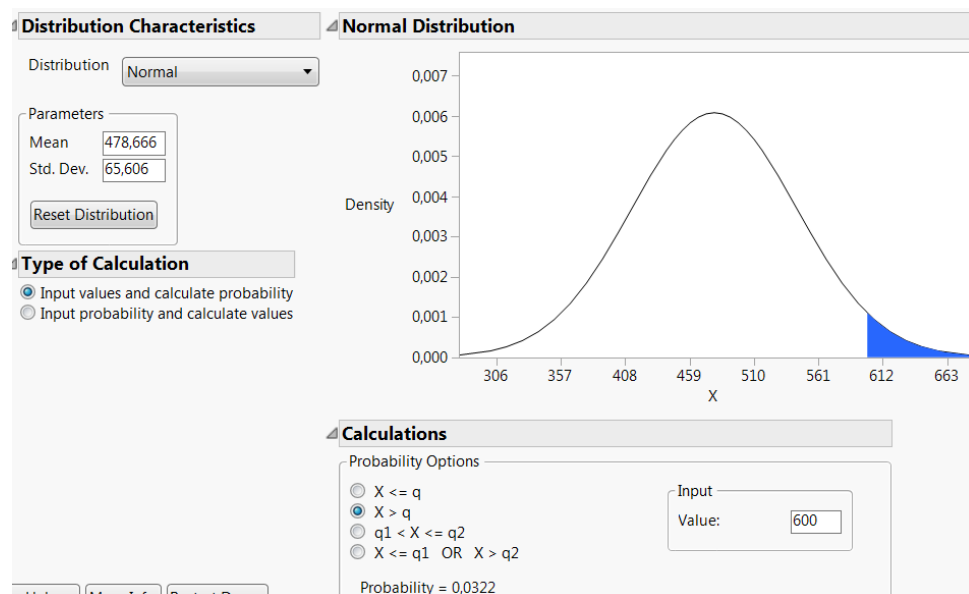 Distribution Characteristics
Distribution Normal
Parameters
Mean 478,666
Std. Dev. 65,606
Reset Distribution
Type of Calculation
Input values and calculate probability
Input probability and calculate values
Normal Distribution
0,007
0,006
0,005
Density 0,004
0,003
0,002
0,001
0,000
306 357 408 459 510 561 612 663
X
Calculations
Probability Options
X <= q
X > q
q1 < X <= q2
X <= q1 OR X > q2
Input
Value: 600
Probability = 0,0322